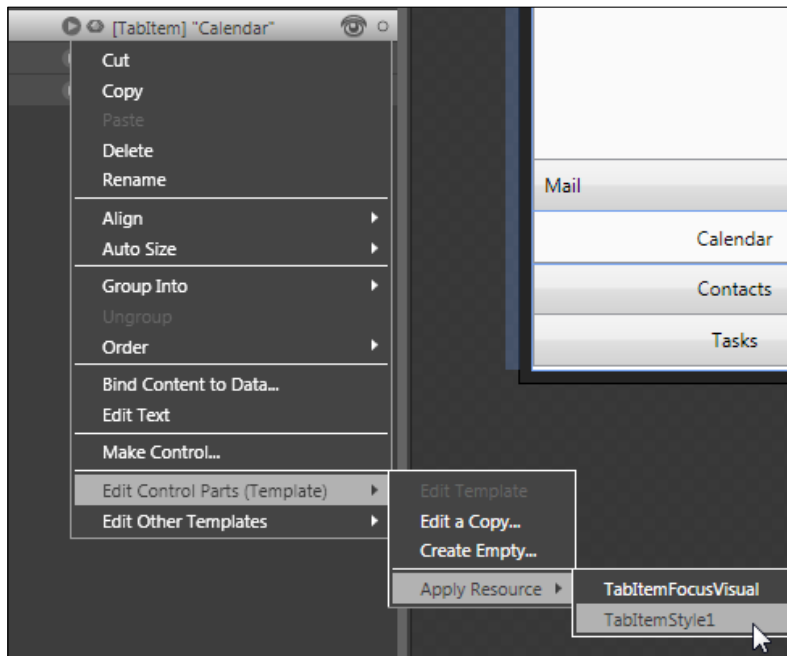 [TabItem] "Calendar"
Cut
Copy
Paste
Delete
Rename
Align
Auto Size
Group Into
Ungroup
Order
Bind Content to Data...
Edit Text
Make Control...
Edit Control Parts (Template)
Edit Other Templates
Edit Template
Edit a Copy...
Create Empty...
Apply Resource
TabItemFocusVisual
TabItemStyle1
Mail
Calendar
Contacts
Tasks